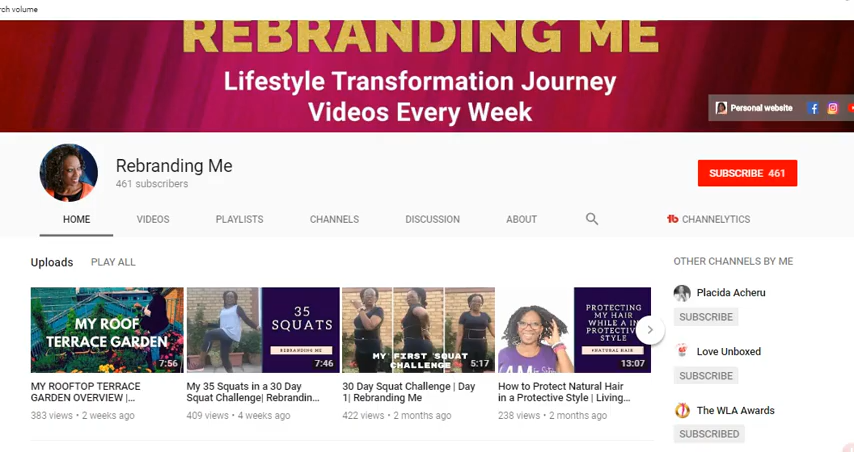 rch volume
REBRANDING ME
Lifestyle Transformation Journey
Videos Every Week
Personal website
Rebranding Me
461 subscribers
SUBSCRIBE 461
HOME
VIDEOS
PLAYLISTS
CHANNELS
DISCUSSION
ABOUT
CHANNELYTICS
Uploads
PLAY ALL
MY ROOF
TERRACE GARDEN
7:56
35
SQUATS
REBRANDING ME
7:46
MY FIRST SQUAT
CHALLENGE
5:17
PROTECTING
MY HAIR
WHILE A IN
PROTECTIVE
STYLE
#NATURAL HAIR
13:07
MY ROOFTOP TERRACE
GARDEN OVERVIEW |...
383 views • 2 weeks ago
My 35 Squats in a 30 Day
Squat Challenge| Rebrandin...
409 views • 4 weeks ago
30 Day Squat Challenge | Day
1| Rebranding Me
422 views • 2 months ago
How to Protect Natural Hair
in a Protective Style | Living...
238 views • 2 months ago
OTHER CHANNELS BY ME
Placida Acheru
SUBSCRIBE
Love Unboxed
SUBSCRIBE
The WLA Awards
SUBSCRIBED